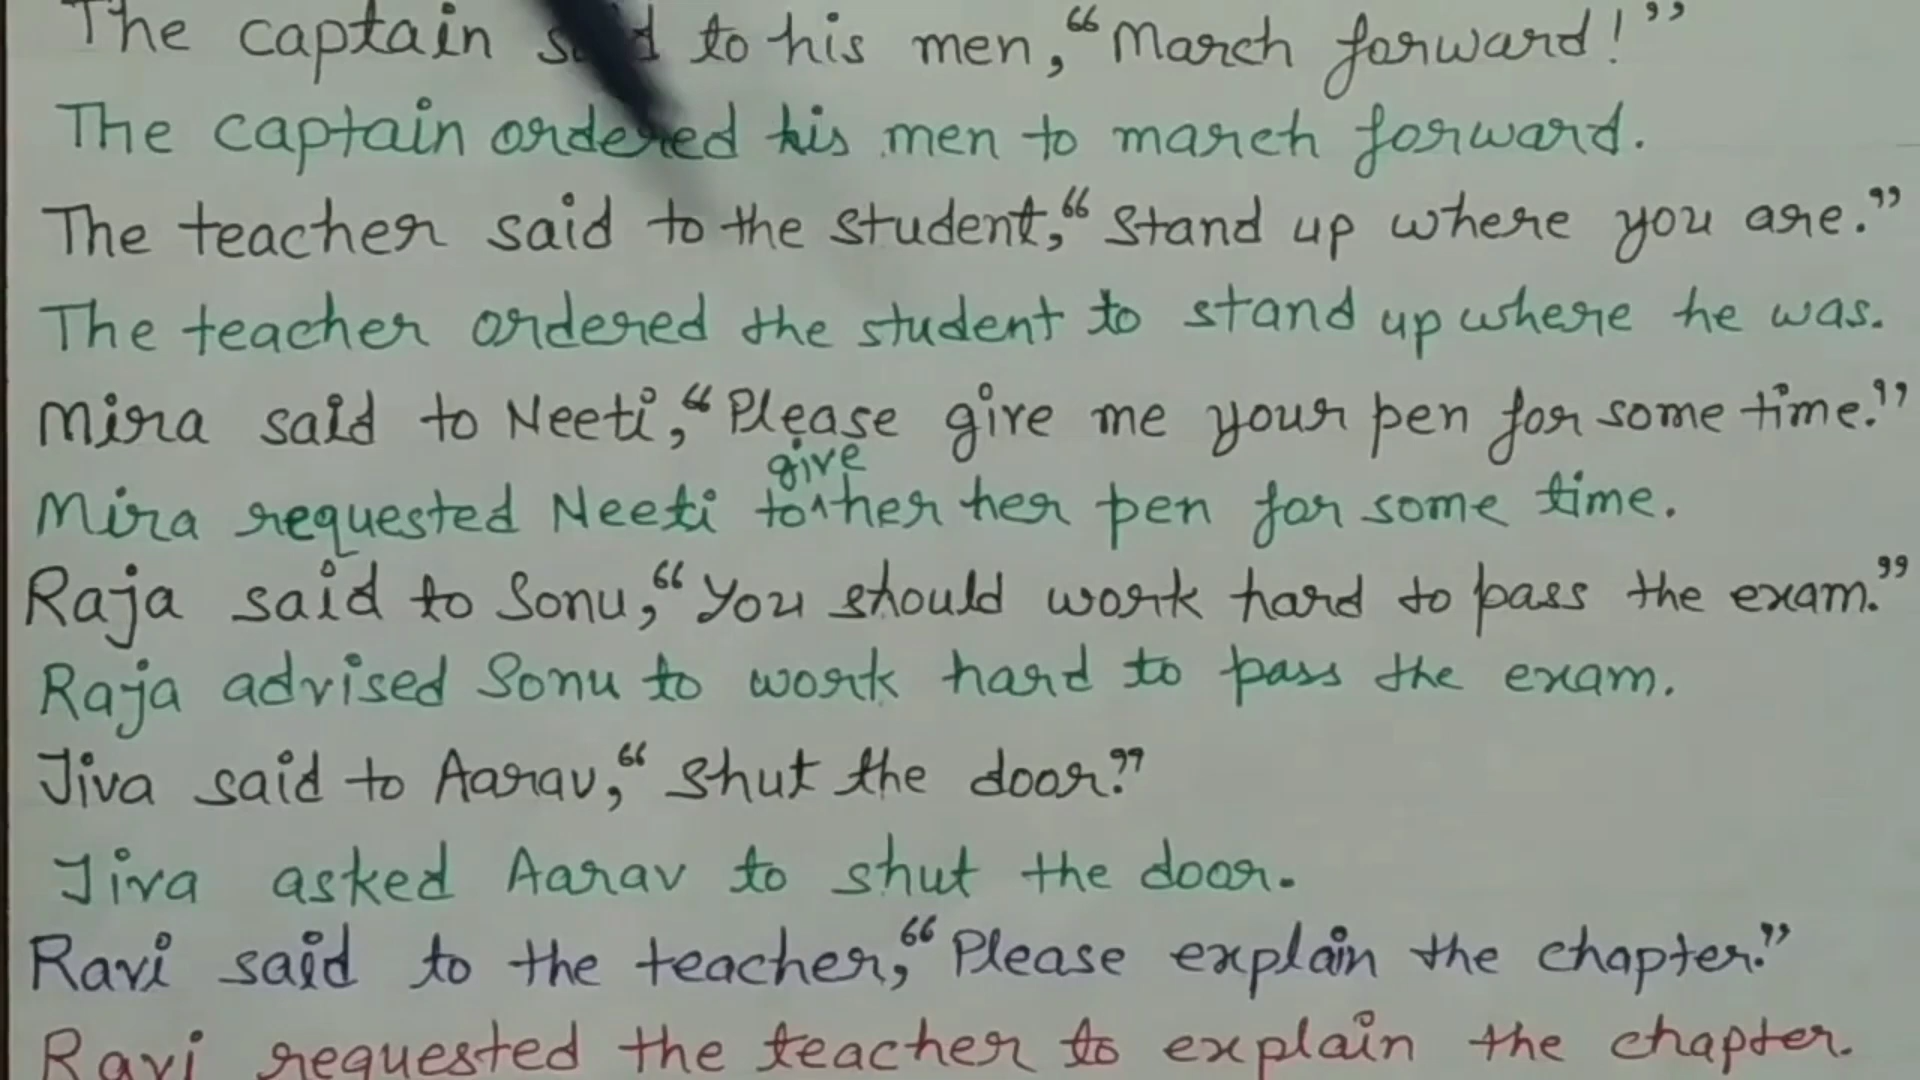 The captain said to his men, “March forward!”
The captain ordered his men to march forward.
The teacher said to the student, “Stand up where you are.”
The teacher ordered the student to stand up where he was.
Mira said to Neeti, “Please give me your pen for some time.”
give
Mira requested Neeti to ^ her her pen for some time.
Raja said to Sonu, “You should work hard to pass the exam.”
Raja advised Sonu to work hard to pass the exam.
Jiva said to Aarav, “Shut the door.”
Jiva asked Aarav to shut the door.
Ravi said to the teacher, “Please explain the chapter.”
Ravi requested the teacher to explain the chapter.